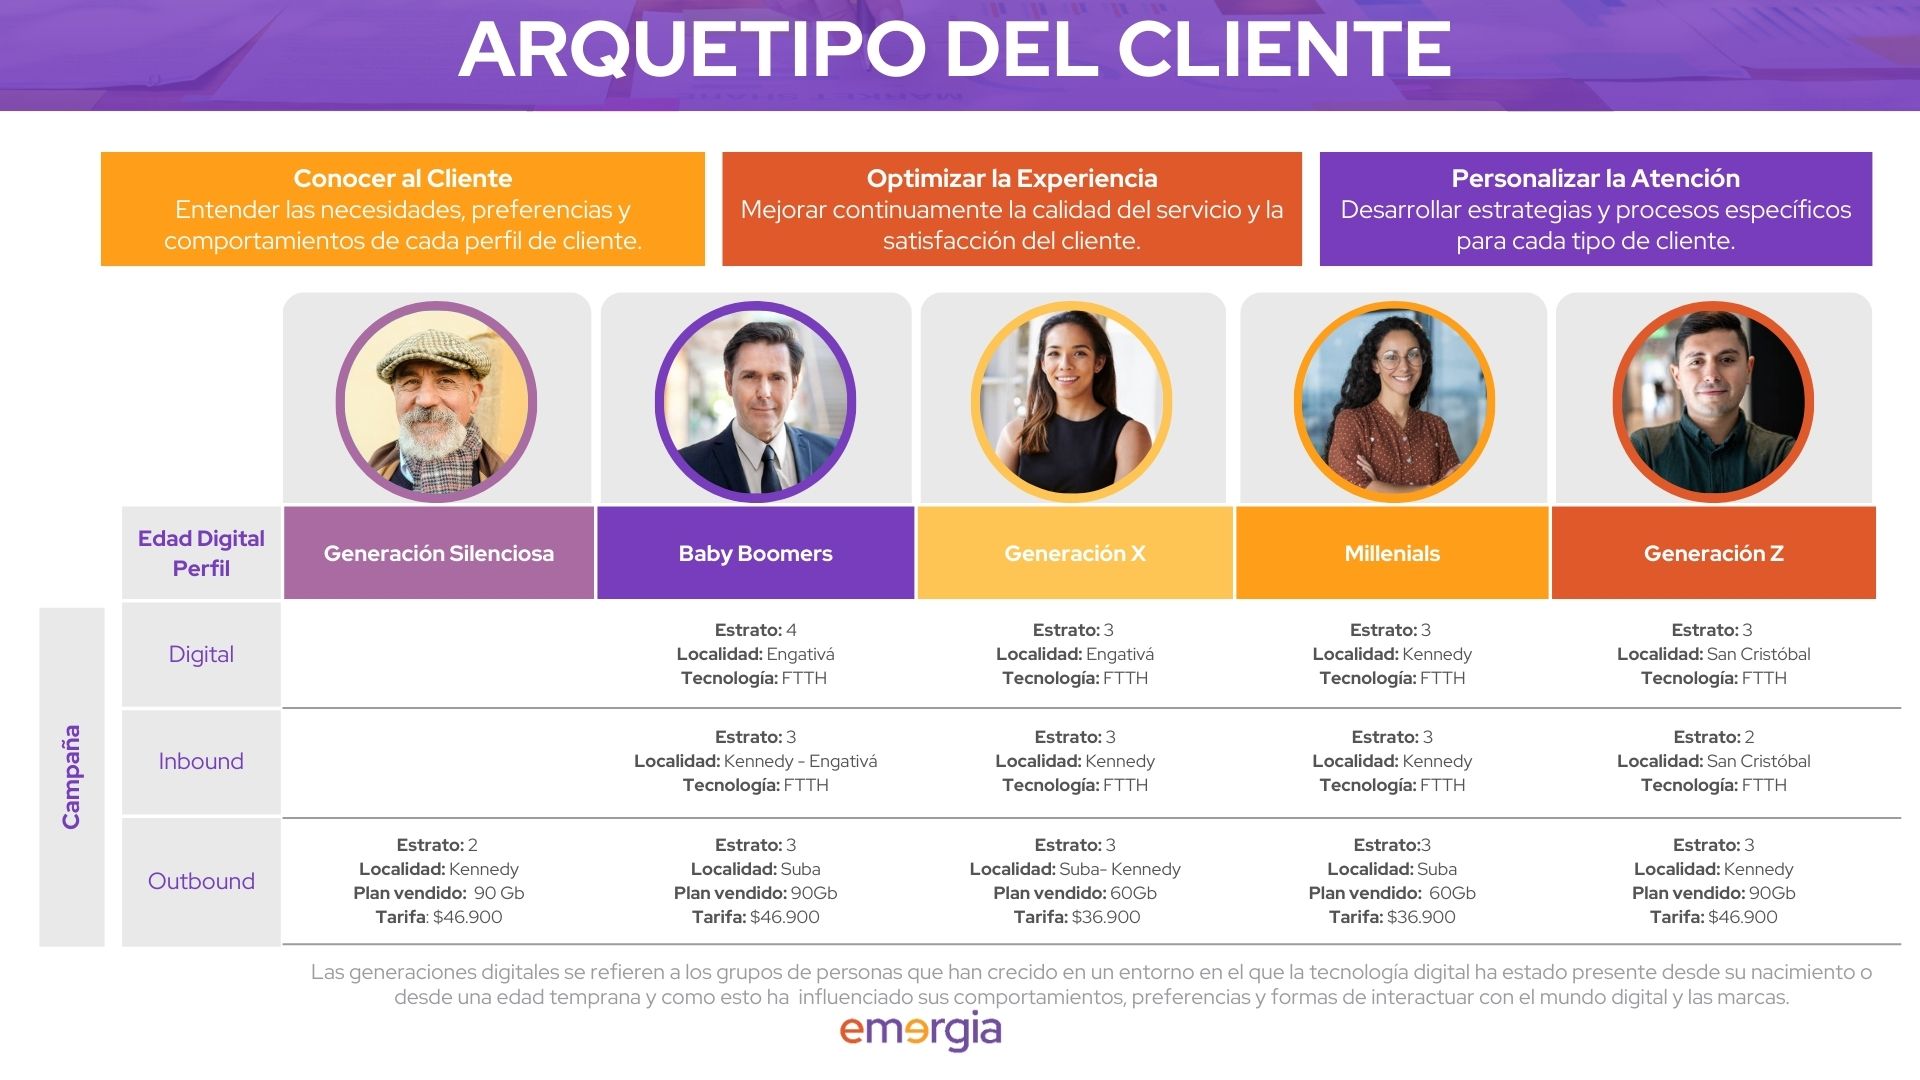 ARQUETIPO DEL CLIENTE
Conocer al Cliente
Entender las necesidades, preferencias y
comportamientos de cada perfil de cliente.
Optimizar la Experiencia
Mejorar continuamente la calidad del servicio y la
satisfacción del cliente.
Personalizar la Atención
Desarrollar estrategias y procesos específicos
para cada tipo de cliente.
Edad Digital
Perfil
Generación Silenciosa
Baby Boomers
Generación X
Millenials
Generación Z
Campaña
Digital
Estrato: 4
Localidad: Engativá
Tecnología: FTTH
Estrato: 3
Localidad: Engativá
Tecnología: FTTH
Estrato: 3
Localidad: Kennedy
Tecnología: FTTH
Estrato: 3
Localidad: San Cristóbal
Tecnología: FTTH
Inbound
Estrato: 3
Localidad: Kennedy - Engativá
Tecnología: FTTH
Estrato: 3
Localidad: Kennedy
Tecnología: FTTH
Estrato: 3
Localidad: Kennedy
Tecnología: FTTH
Estrato: 2
Localidad: San Cristóbal
Tecnología: FTTH
Outbound
Estrato: 2
Localidad: Kennedy
Plan vendido: 90 Gb
Tarifa: $46.900
Estrato: 3
Localidad: Suba
Plan vendido: 90Gb
Tarifa: $46.900
Estrato: 3
Localidad: Suba- Kennedy
Plan vendido: 60Gb
Tarifa: $36.900
Estrato:3
Localidad: Suba
Plan vendido: 60Gb
Tarifa: $36.900
Estrato: 3
Localidad: Kennedy
Plan vendido: 90Gb
Tarifa: $46.900
Las generaciones digitales se refieren a los grupos de personas que han crecido en un entorno en el que la tecnología digital ha estado presente desde su nacimiento o
desde una edad temprana y como esto ha influenciado sus comportamientos, preferencias y formas de interactuar con el mundo digital y las marcas.
emergia